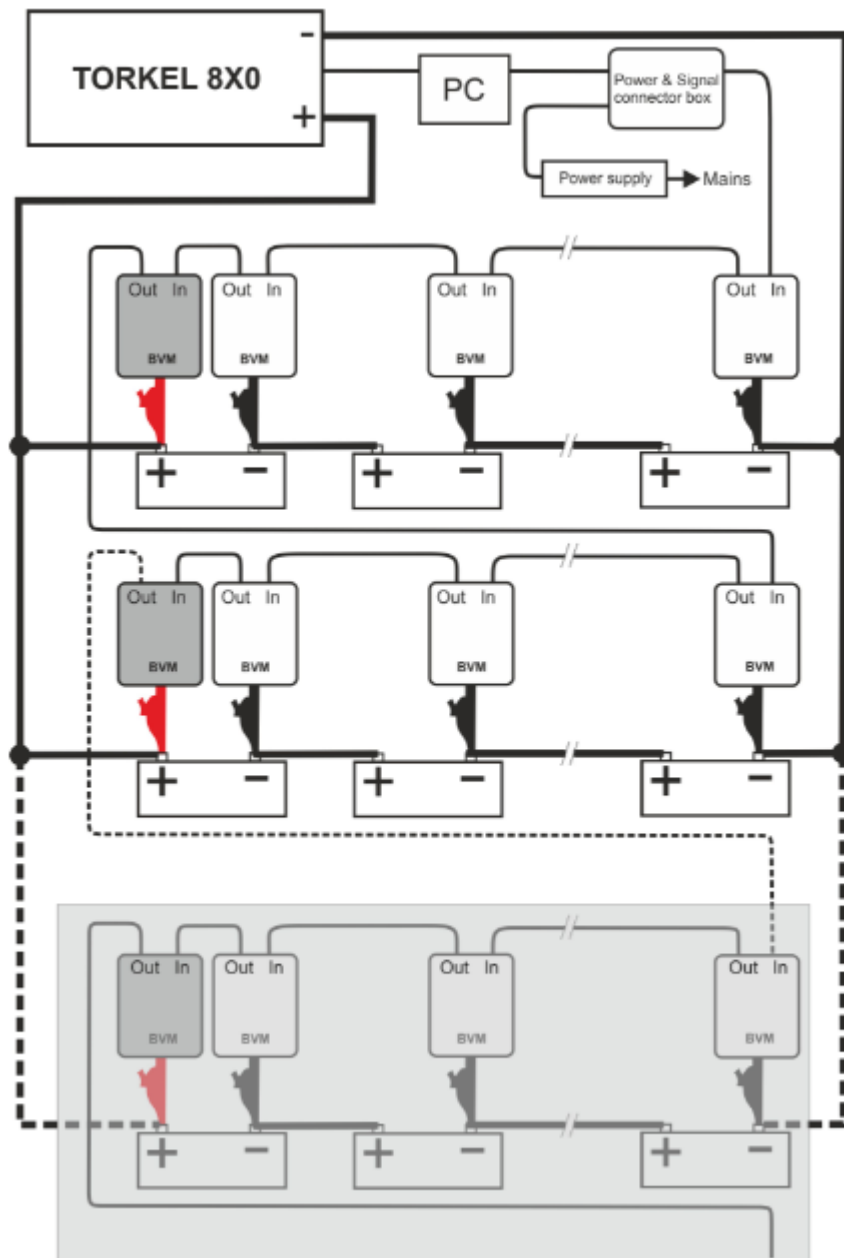 -
TORKEL 8X0
+
PC
Power & Signal
connector box
Power supply
Mains
Out In Out In Out In Out In
BVM BVM BVM BVM
+ - + - + -
Out In Out In Out In Out In
BVM BVM BVM BVM
+ - + - + -
Out In Out In Out In Out In
BVM BVM BVM BVM
+ - + - + -